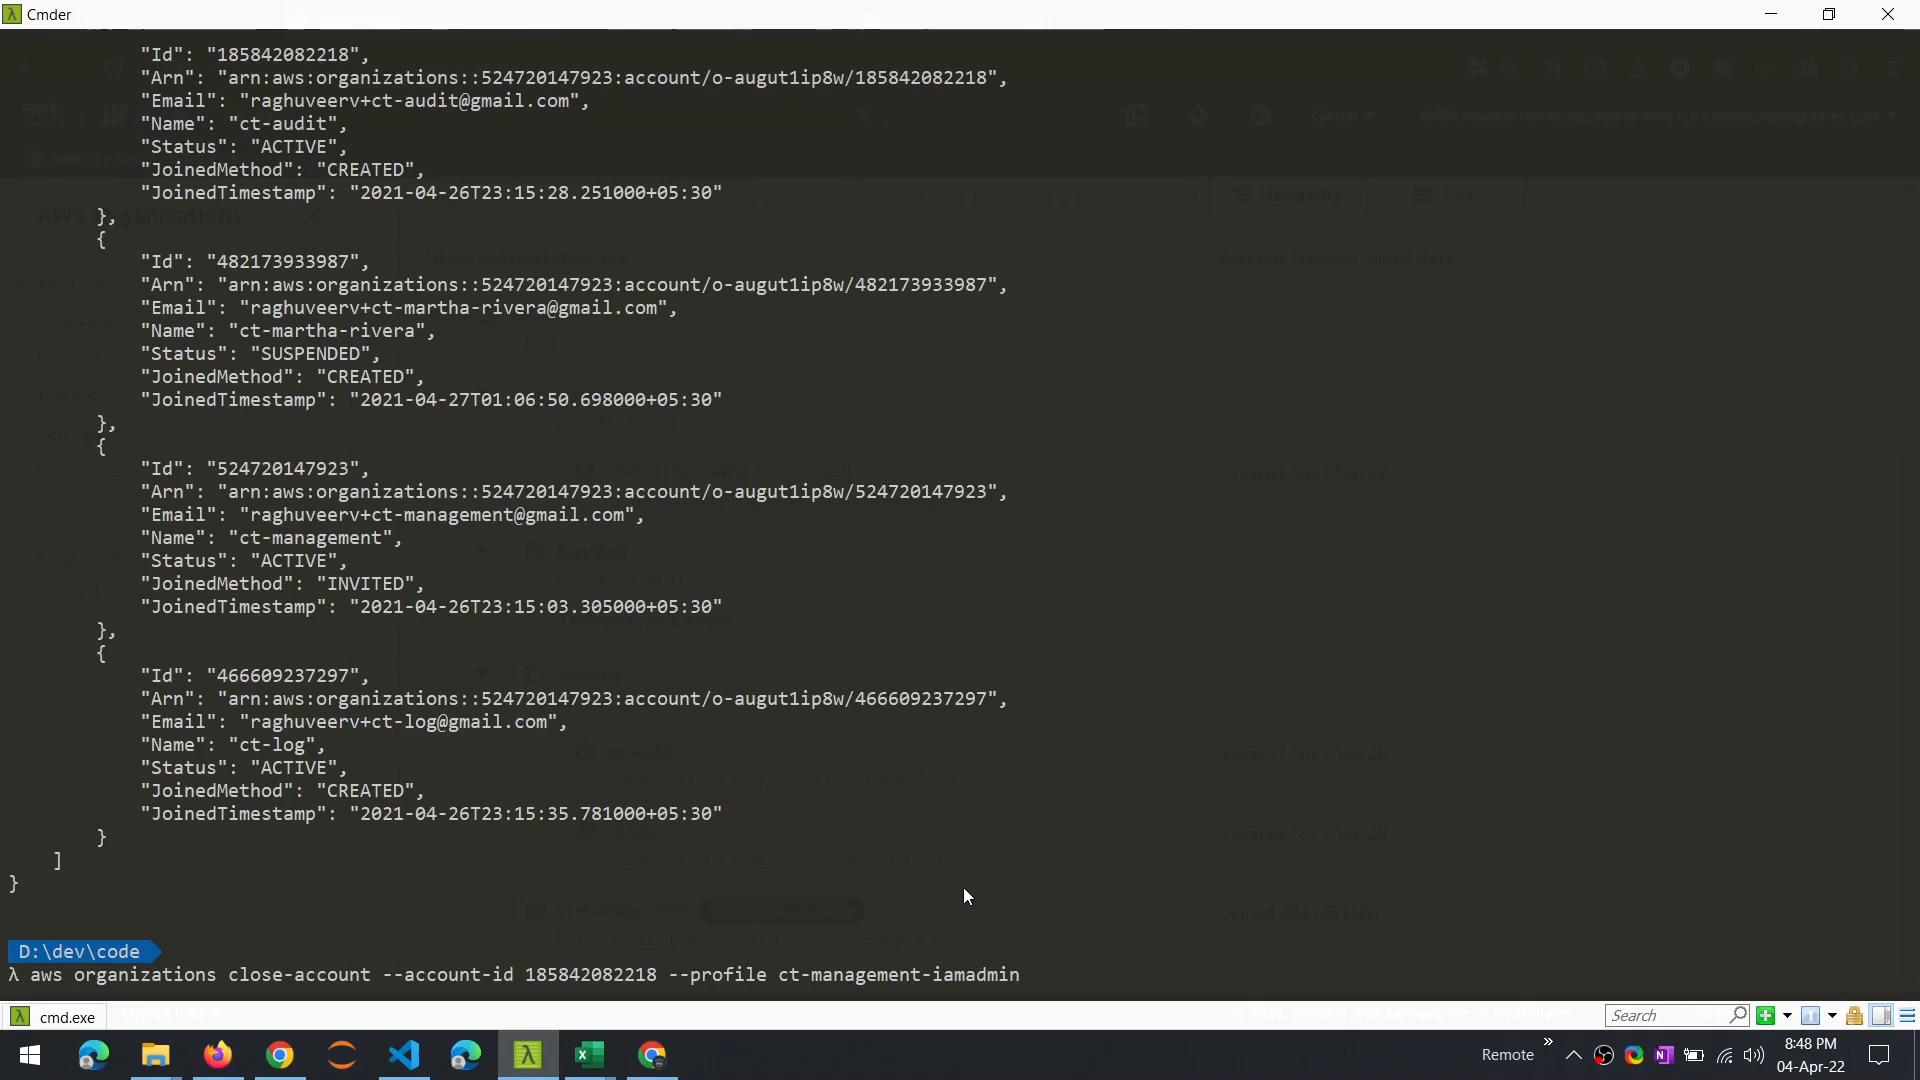 Cmder
"Id": "185842082218",
"Arn": "arn:aws:organizations::524720147923:account/o-augut1ip8w/185842082218",
"Email": "raghuveerv+ct-audit@gmail.com",
"Name": "ct-audit",
"Status": "ACTIVE",
"JoinedMethod": "CREATED",
"JoinedTimestamp": "2021-04-26T23:15:28.251000+05:30"
},
{
"Id": "482173933987",
"Arn": "arn:aws:organizations::524720147923:account/o-augut1ip8w/482173933987",
"Email": "raghuveerv+ct-martha-rivera@gmail.com",
"Name": "ct-martha-rivera",
"Status": "SUSPENDED",
"JoinedMethod": "CREATED",
"JoinedTimestamp": "2021-04-27T01:06:50.698000+05:30"
},
{
"Id": "524720147923",
"Arn": "arn:aws:organizations::524720147923:account/o-augut1ip8w/524720147923",
"Email": "raghuveerv+ct-management@gmail.com",
"Name": "ct-management",
"Status": "ACTIVE",
"JoinedMethod": "INVITED",
"JoinedTimestamp": "2021-04-26T23:15:03.305000+05:30"
},
{
"Id": "466609237297",
"Arn": "arn:aws:organizations::524720147923:account/o-augut1ip8w/466609237297",
"Email": "raghuveerv+ct-log@gmail.com",
"Name": "ct-log",
"Status": "ACTIVE",
"JoinedMethod": "CREATED",
"JoinedTimestamp": "2021-04-26T23:15:35.781000+05:30"
}
]
}
D:\dev\code
λ aws organizations close-account --account-id 185842082218 --profile ct-management-iamadmin
cmd.exe
Search
Remote
8:48 PM
04-Apr-22